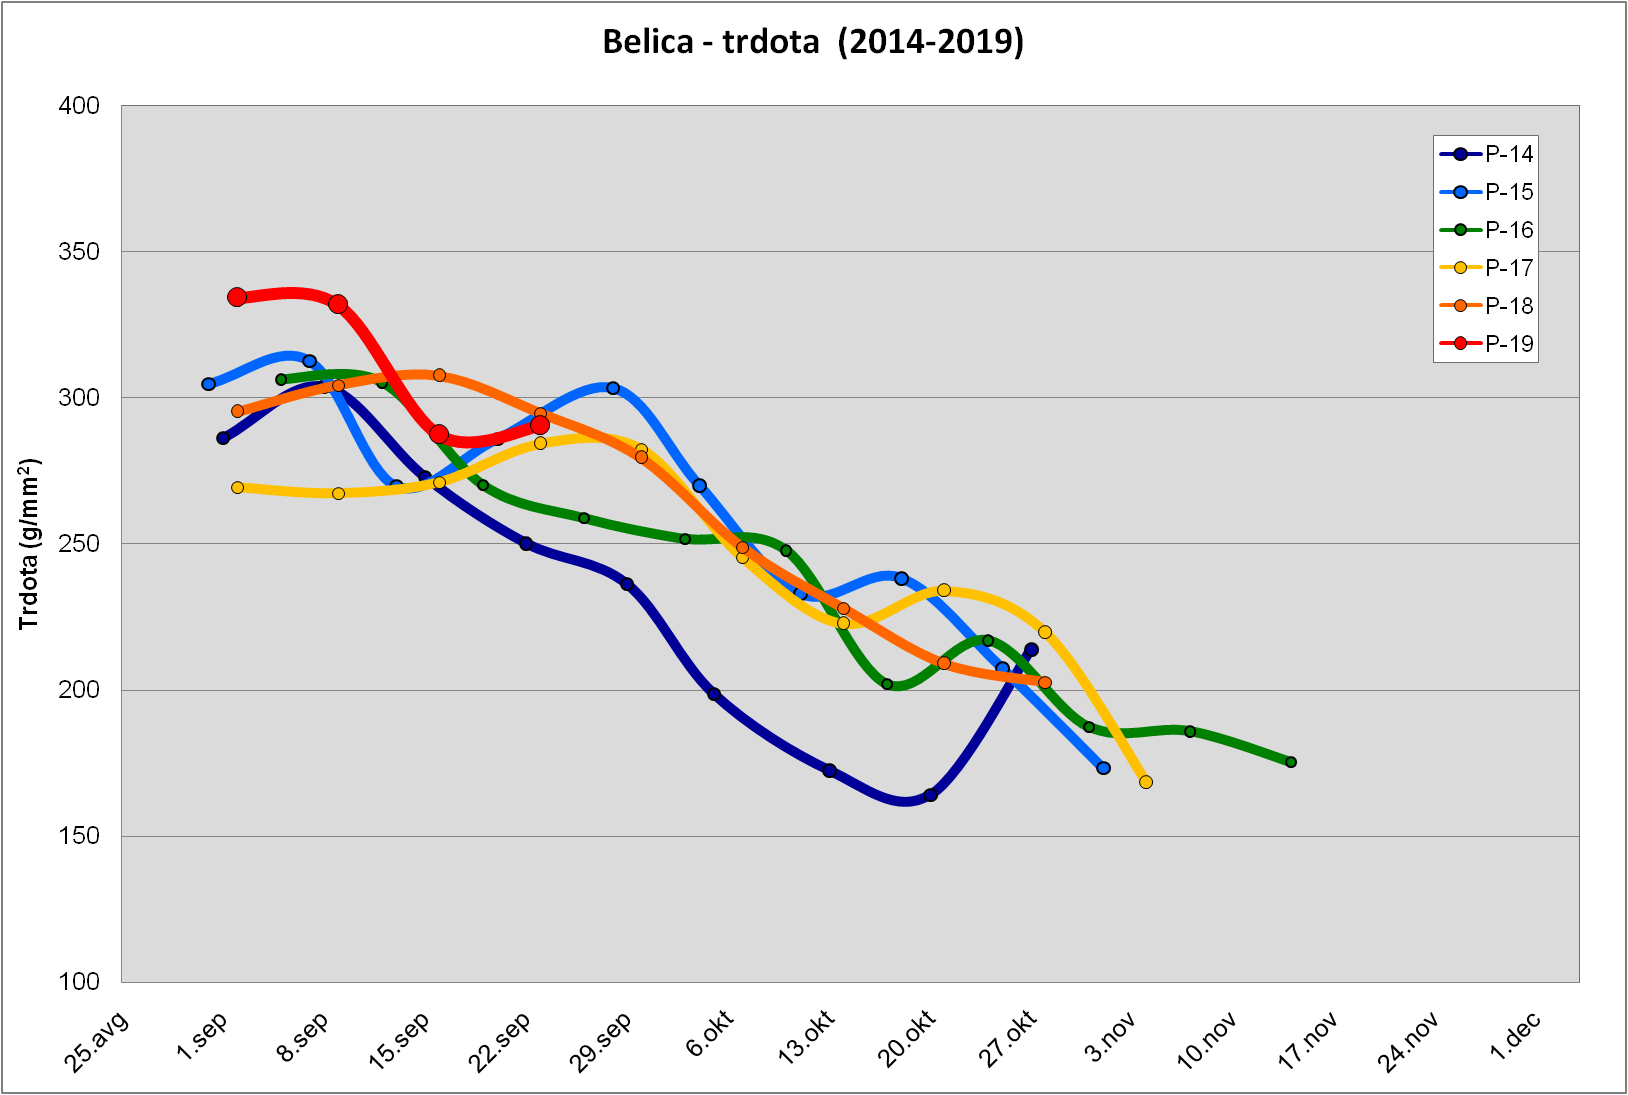 Belica - trdota  (2014-2019)
400
350
300
250
200
150
100
Trdota (g/mm²)
P-14
P-15
P-16
P-17
P-18
P-19
25.avg
1.sep
8.sep
15.sep
22.sep
29.sep
6.okt
13.okt
20.okt
27.okt
3.nov
10.nov
17.nov
24.nov
1.dec